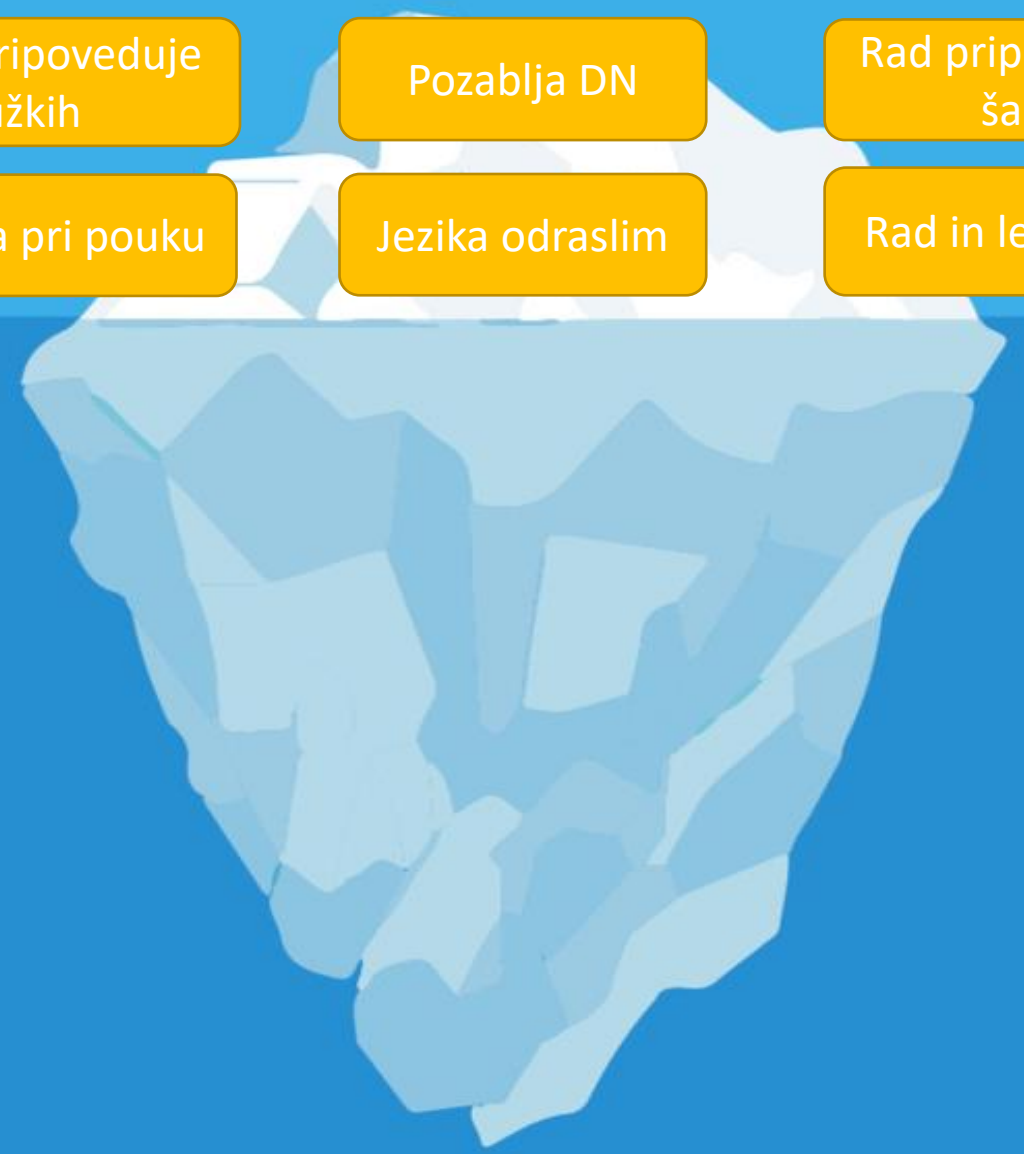 ripoveduje
žkih
Pozablja DN
Rad prip
ša
a pri pouku
Jezika odraslim
Rad in le